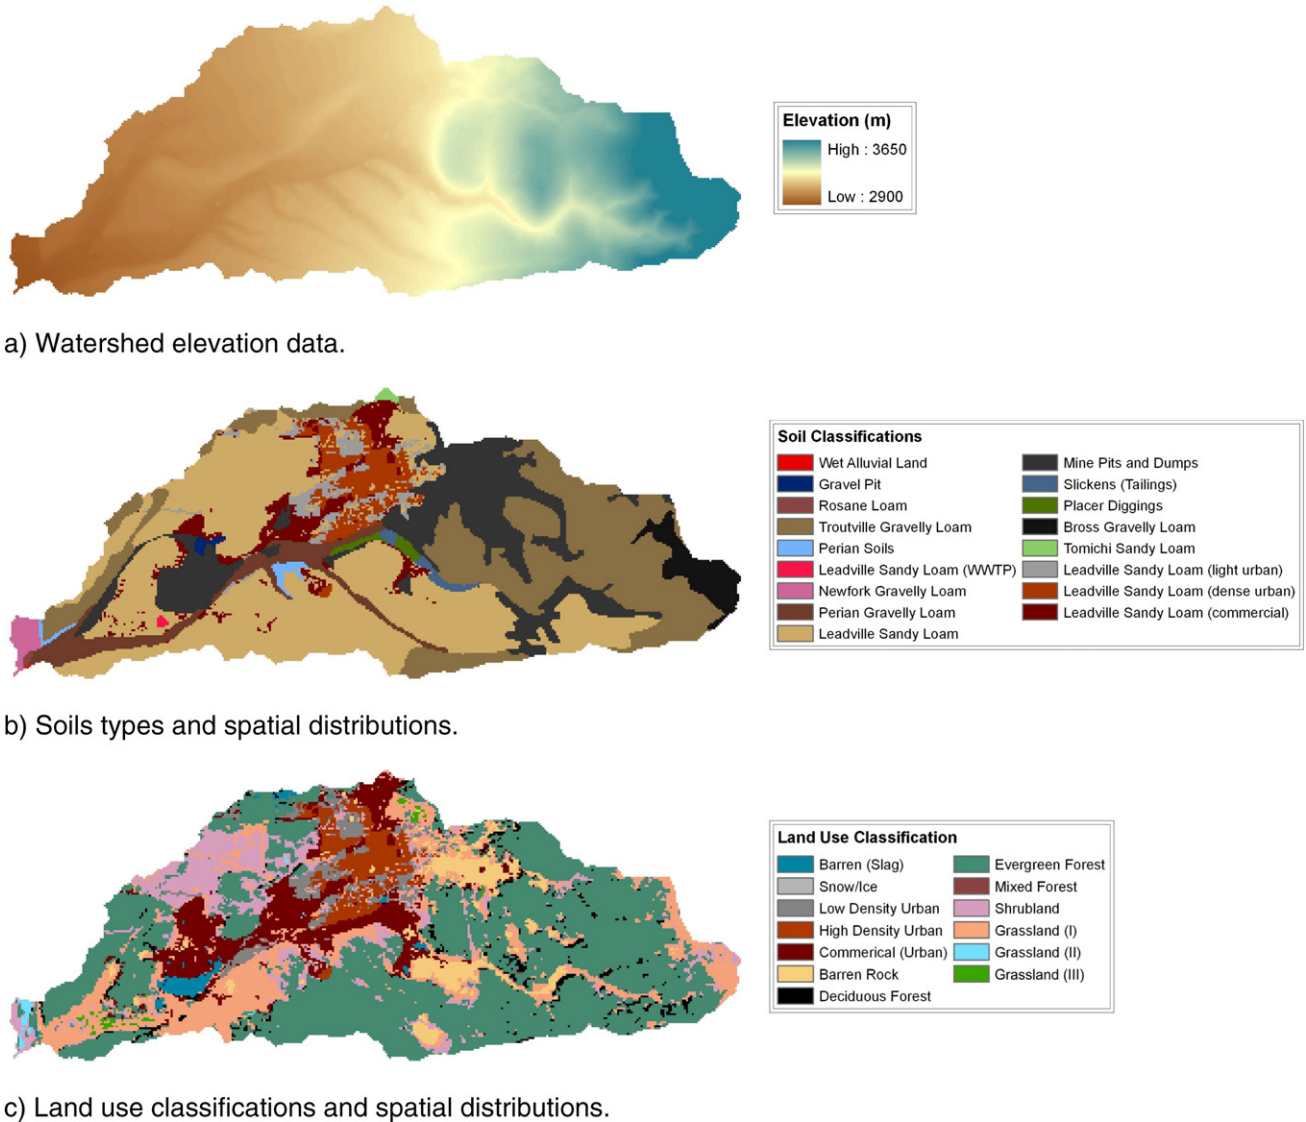 Elevation (m)
High : 3650
Low : 2900
a) Watershed elevation data.
Soil Classifications
Wet Alluvial Land
Gravel Pit
Rosane Loam
Troutville Gravelly Loam
Perian Soils
Leadville Sandy Loam (WWTP)
Newfork Gravelly Loam
Perian Gravelly Loam
Leadville Sandy Loam
Mine Pits and Dumps
Slickens (Tailings)
Placer Diggings
Bross Gravelly Loam
Tomichi Sandy Loam
Leadville Sandy Loam (light urban)
Leadville Sandy Loam (dense urban)
Leadville Sandy Loam (commercial)
b) Soils types and spatial distributions.
Land Use Classification
Barren (Slag)
Snow/Ice
Low Density Urban
High Density Urban
Commerical (Urban)
Barren Rock
Deciduous Forest
Evergreen Forest
Mixed Forest
Shrubland
Grassland (I)
Grassland (II)
Grassland (III)
c) Land use classifications and spatial distributions.